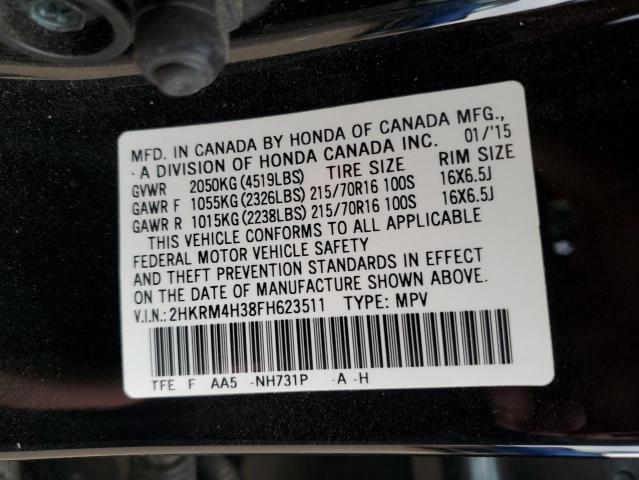 MFD. IN CANADA BY HONDA OF CANADA MFG.,
A DIVISION OF HONDA CANADA INC. 01/'15
GVWR 2050KG(4519LBS) TIRE SIZE RIM SIZE
GAWR F 1055KG(2326LBS) 215/70R16 100S 16X6.5J
GAWR R 1015KG(2238LBS) 215/70R16 100S 16X6.5J
THIS VEHICLE CONFORMS TO ALL APPLICABLE
FEDERAL MOTOR VEHICLE SAFETY
AND THEFT PREVENTION STANDARDS IN EFFECT
ON THE DATE OF MANUFACTURE SHOWN ABOVE.
V.I.N.:2HKRM4H38FH623511 TYPE: MPV
TFE F AA5 -NH731P -A -H